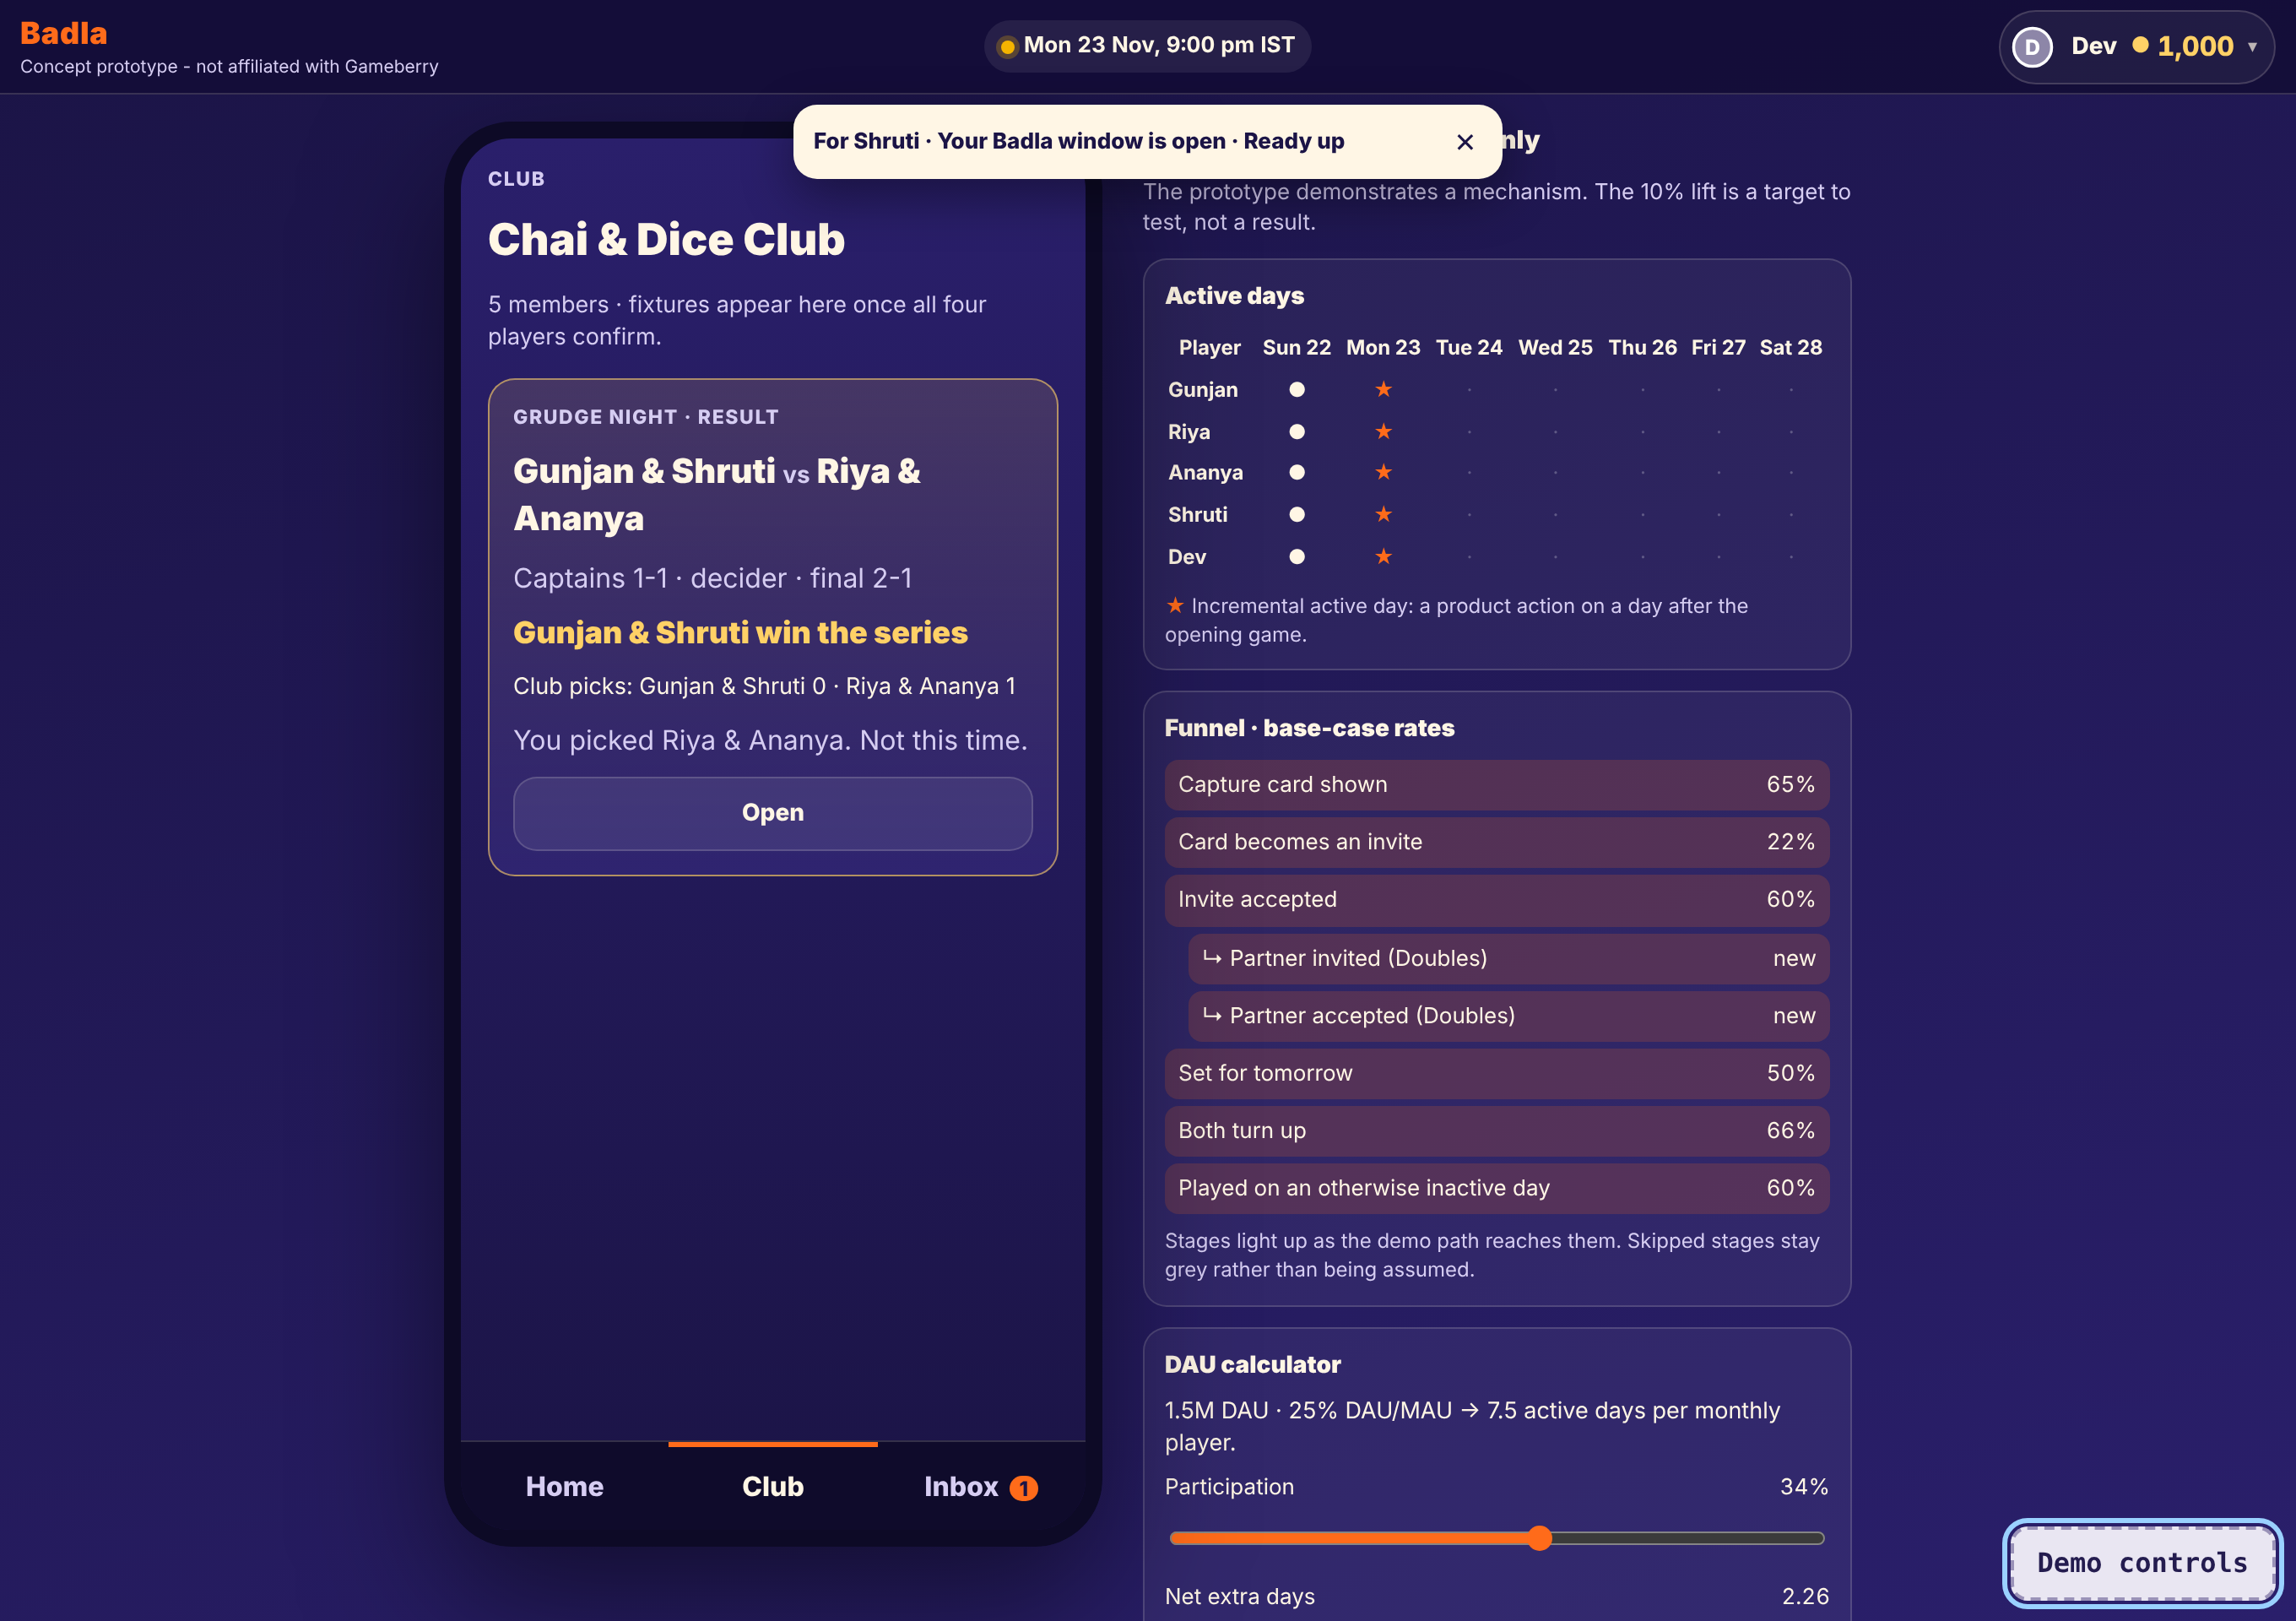 Badla
Concept prototype - not affiliated with Gameberry
Mon 23 Nov, 9:00 pm IST
D Dev 1,000 ▾
For Shruti · Your Badla window is open · Ready up ✕
CLUB
Chai & Dice Club
5 members · fixtures appear here once all four
players confirm.
GRUDGE NIGHT · RESULT
Gunjan & Shruti vs Riya &
Ananya
Captains 1-1 · decider · final 2-1
Gunjan & Shruti win the series
Club picks: Gunjan & Shruti 0 · Riya & Ananya 1
You picked Riya & Ananya. Not this time.
Open
Home
Club
Inbox 1
The prototype demonstrates a mechanism. The 10% lift is a target to
test, not a result.
Active days
Player Sun 22 Mon 23 Tue 24 Wed 25 Thu 26 Fri 27 Sat 28
Gunjan ● ★ · · · · ·
Riya ● ★ · · · · ·
Ananya ● ★ · · · · ·
Shruti ● ★ · · · · ·
Dev ● ★ · · · · ·
★ Incremental active day: a product action on a day after the
opening game.
Funnel · base-case rates
Capture card shown 65%
Card becomes an invite 22%
Invite accepted 60%
↳ Partner invited (Doubles) new
↳ Partner accepted (Doubles) new
Set for tomorrow 50%
Both turn up 66%
Played on an otherwise inactive day 60%
Stages light up as the demo path reaches them. Skipped stages stay
grey rather than being assumed.
DAU calculator
1.5M DAU · 25% DAU/MAU → 7.5 active days per monthly
player.
Participation 34%
Net extra days 2.26
Demo controls